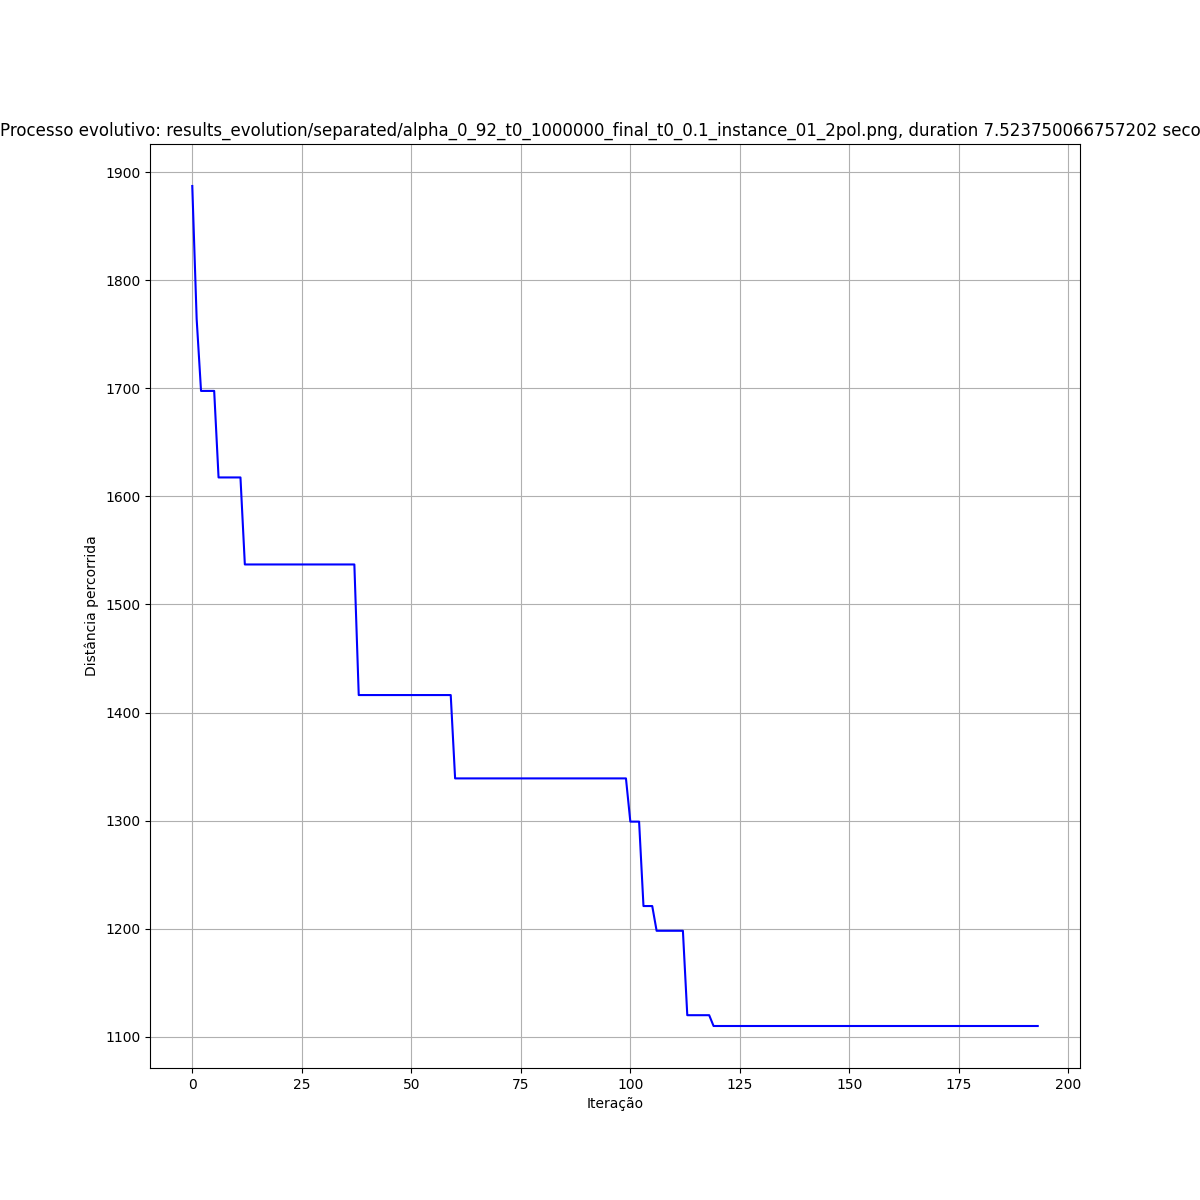 Processo evolutivo: results_evolution/separated/alpha_0_92_t0_1000000_final_t0_0.1_instance_01_2pol.png, duration 7.523750066757202 seco
1900
1800
1700
1600
1500
1400
1300
1200
1100
Distância percorrida
0 25 50 75 100 125 150 175 200
Iteração